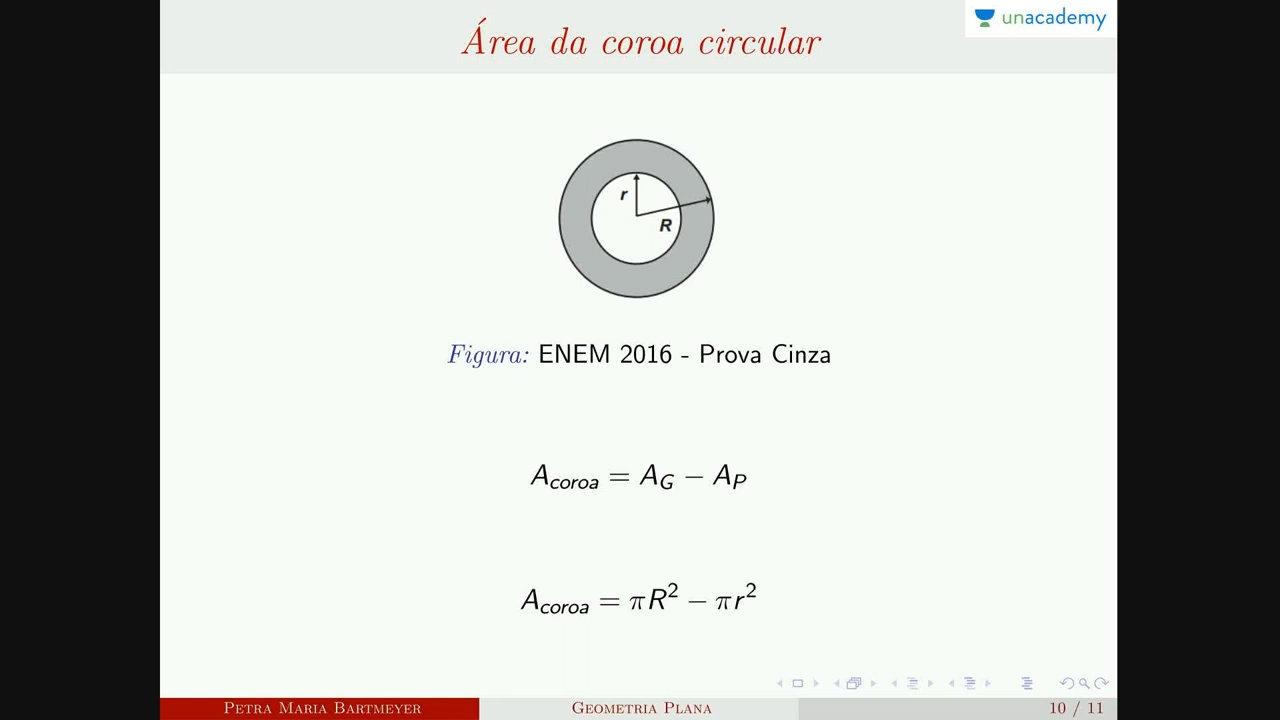 Área da coroa circular
unacademy
r
R
Figura: ENEM 2016 - Prova Cinza
A_coroa = A_G − A_P
A_coroa = πR² − πr²
Petra Maria Bartmeyer
Geometria Plana
10 / 11